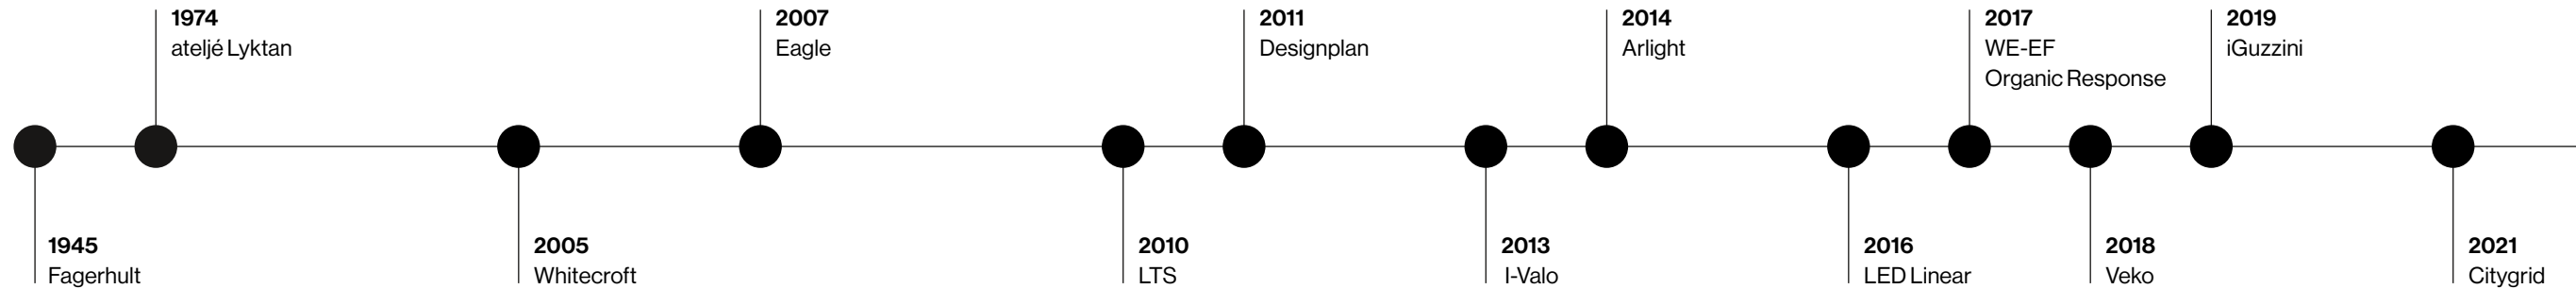 1974
ateljé Lyktan
2007
Eagle
2011
Designplan
2014
Arlight
2017
WE-EF
Organic Response
2019
iGuzzini
1945
Fagerhult
2005
Whitecroft
2010
LTS
2013
I-Valo
2016
LED Linear
2018
Veko
2021
Citygrid